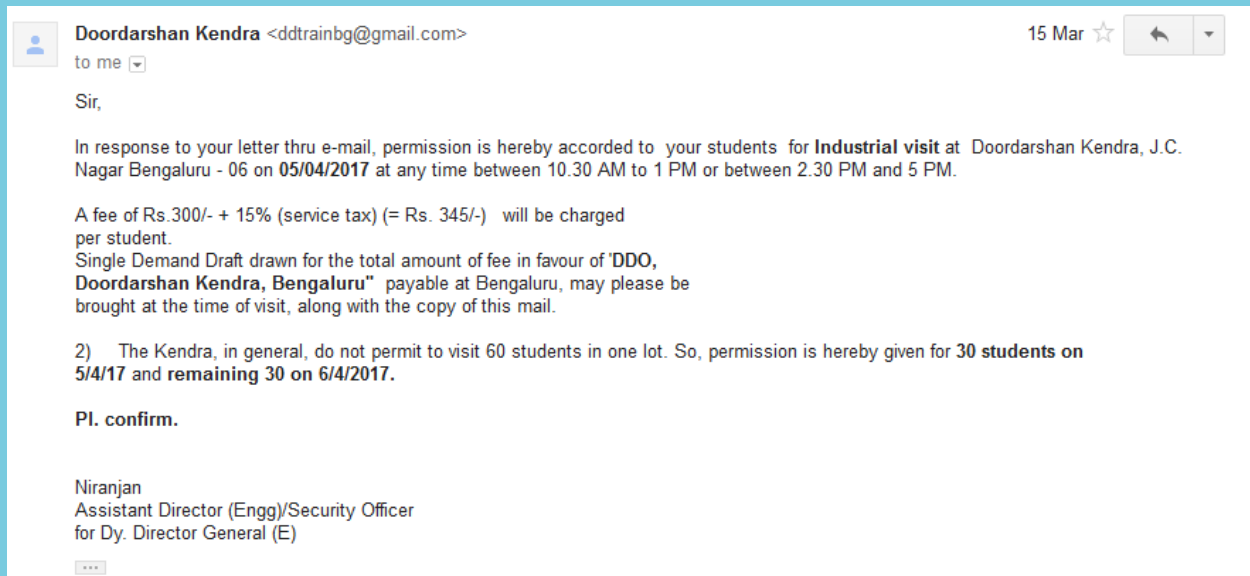 Doordarshan Kendra <ddtrainbg@gmail.com>
15 Mar
to me
Sir,
In response to your letter thru e-mail, permission is hereby accorded to your students for Industrial visit at Doordarshan Kendra, J.C.
Nagar Bengaluru - 06 on 05/04/2017 at any time between 10.30 AM to 1 PM or between 2.30 PM and 5 PM.
A fee of Rs.300/- + 15% (service tax) (= Rs. 345/-) will be charged
per student.
Single Demand Draft drawn for the total amount of fee in favour of 'DDO,
Doordarshan Kendra, Bengaluru" payable at Bengaluru, may please be
brought at the time of visit, along with the copy of this mail.
2) The Kendra, in general, do not permit to visit 60 students in one lot. So, permission is hereby given for 30 students on
5/4/17 and remaining 30 on 6/4/2017.
Pl. confirm.
Niranjan
Assistant Director (Engg)/Security Officer
for Dy. Director General (E)